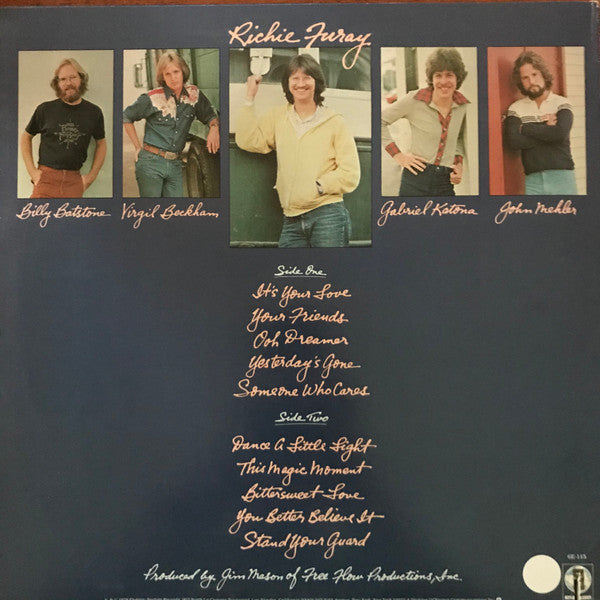 Richie Furay
Billy Batstone
Virgil Beckham
Gabriel Katona
John Mehler
Side One
It's Your Love
Your Friends
Ooh Dreamer
Yesterday's Gone
Someone Who Cares
Side Two
Dance A Little Light
This Magic Moment
Bittersweet Love
You Better Believe It
Stand Your Guard
6E-115
Produced by Jim Mason of Free Flow Productions, Inc.